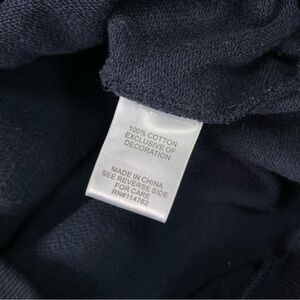 100% COTTON
EXCLUSIVE OF
DECORATION
MADE IN CHINA
SEE REVERSE SIDE
FOR CARE
RN#114762